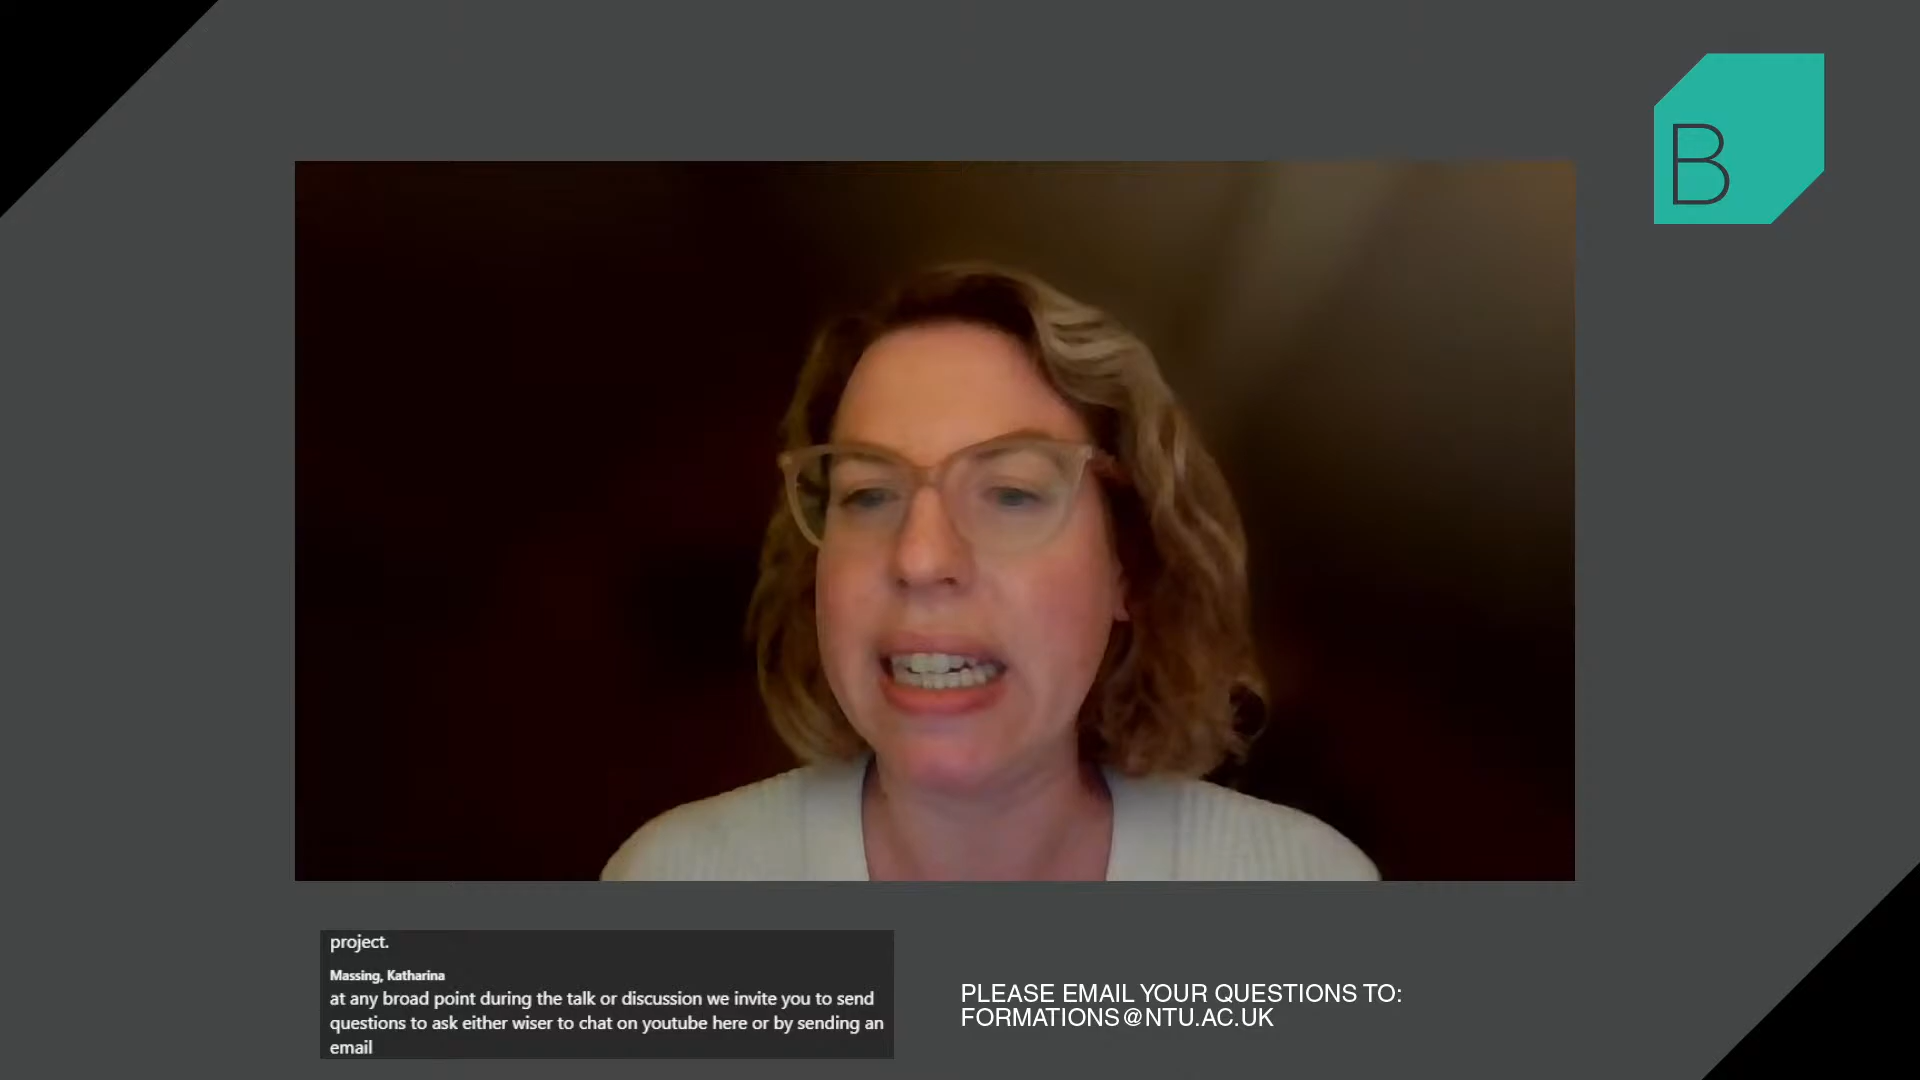 B
project.
Massing, Katharina
at any broad point during the talk or discussion we invite you to send
questions to ask either wiser to chat on youtube here or by sending an
email
PLEASE EMAIL YOUR QUESTIONS TO:
FORMATIONS@NTU.AC.UK